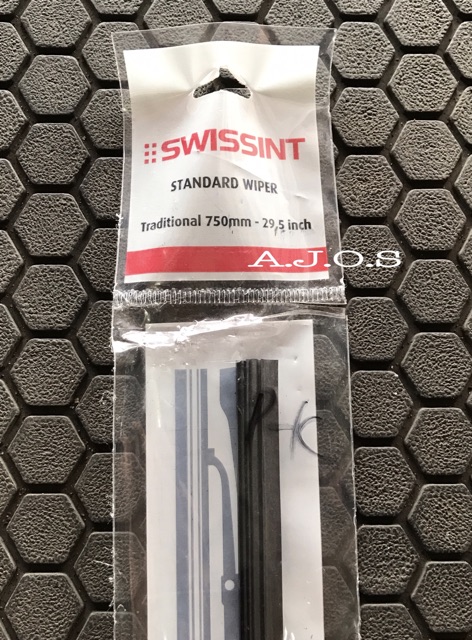 SWISSINT
STANDARD WIPER
Traditional 750mm - 29,5 inch
A.J.O.S